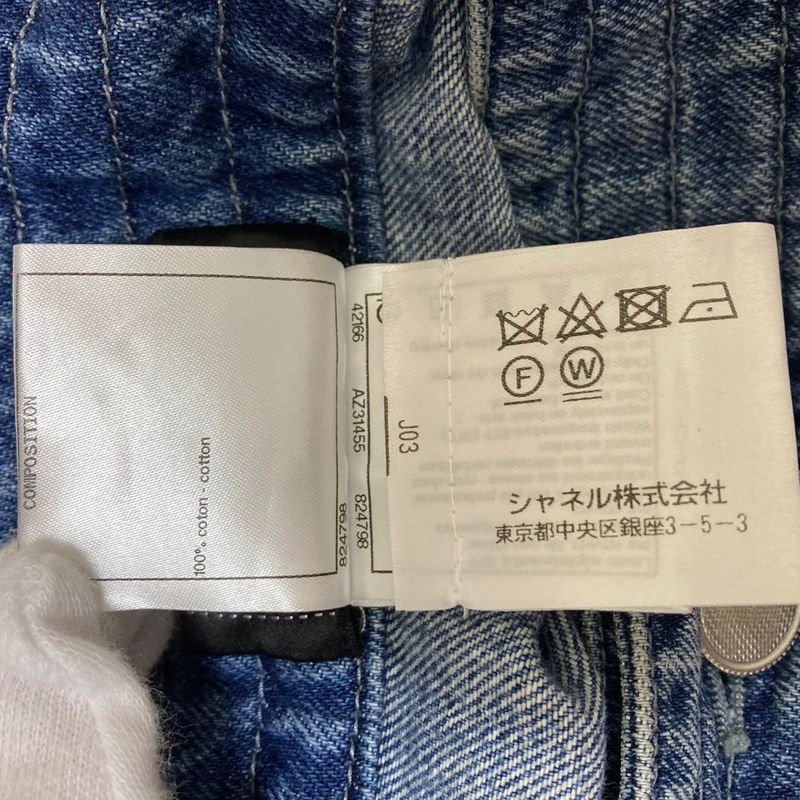 COMPOSITION
100% coton - cotton
824798
42166 AZ31455 824798
J03
F W
シャネル株式会社
東京都中央区銀座3-5-3